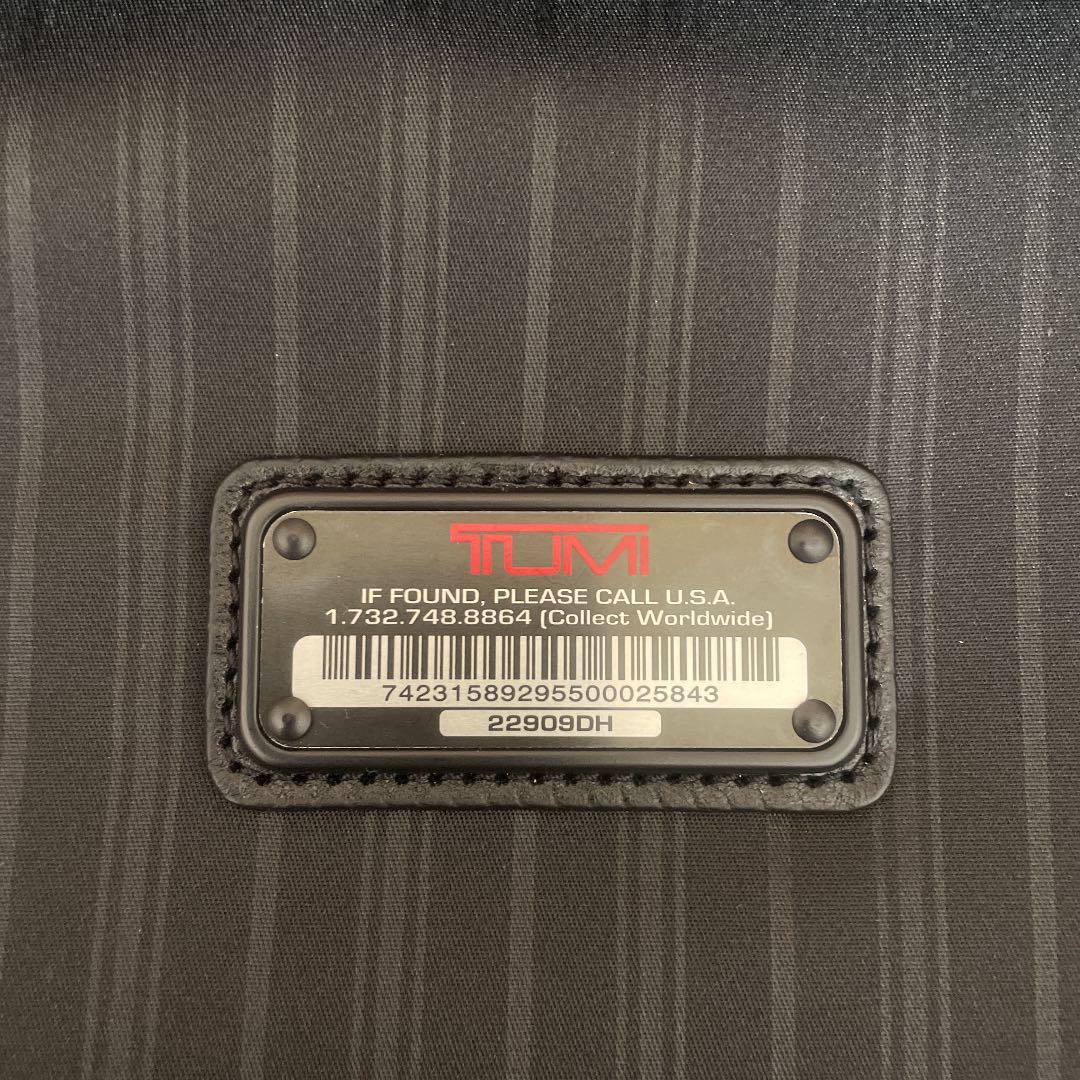 TUMI
IF FOUND, PLEASE CALL U.S.A.
1.732.748.8864 (Collect Worldwide)
74231589295500025843
22909DH